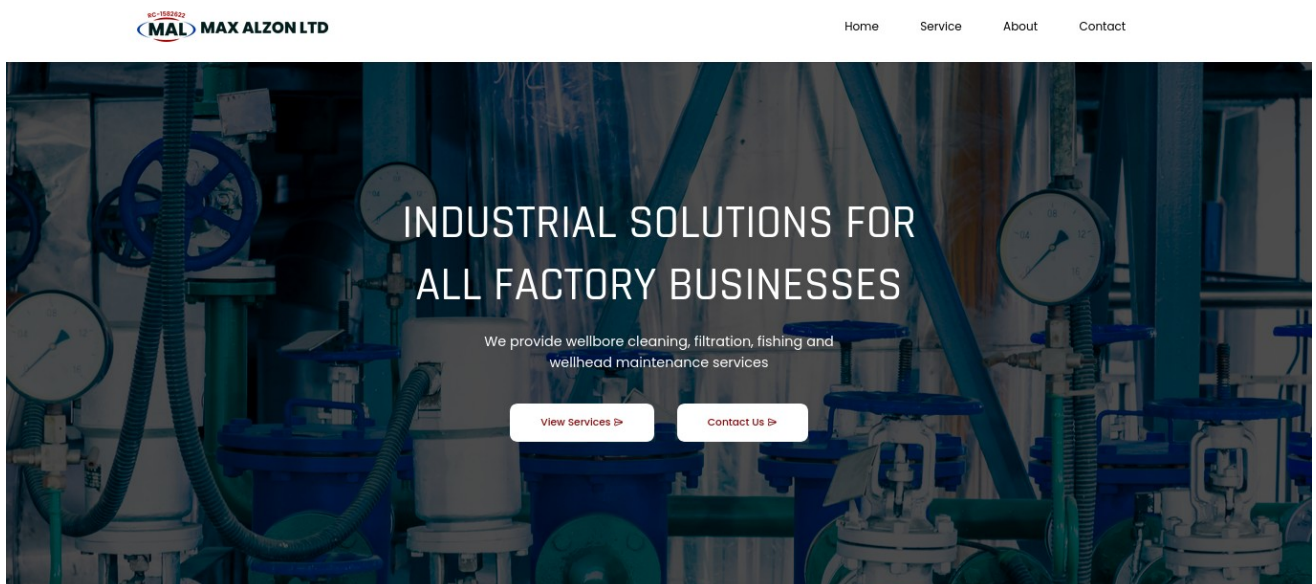 RC-1582622
MAL
MAX ALZON LTD
Home
Service
About
Contact
INDUSTRIAL SOLUTIONS FOR
ALL FACTORY BUSINESSES
We provide wellbore cleaning, filtration, fishing and
wellhead maintenance services
View Services
Contact Us